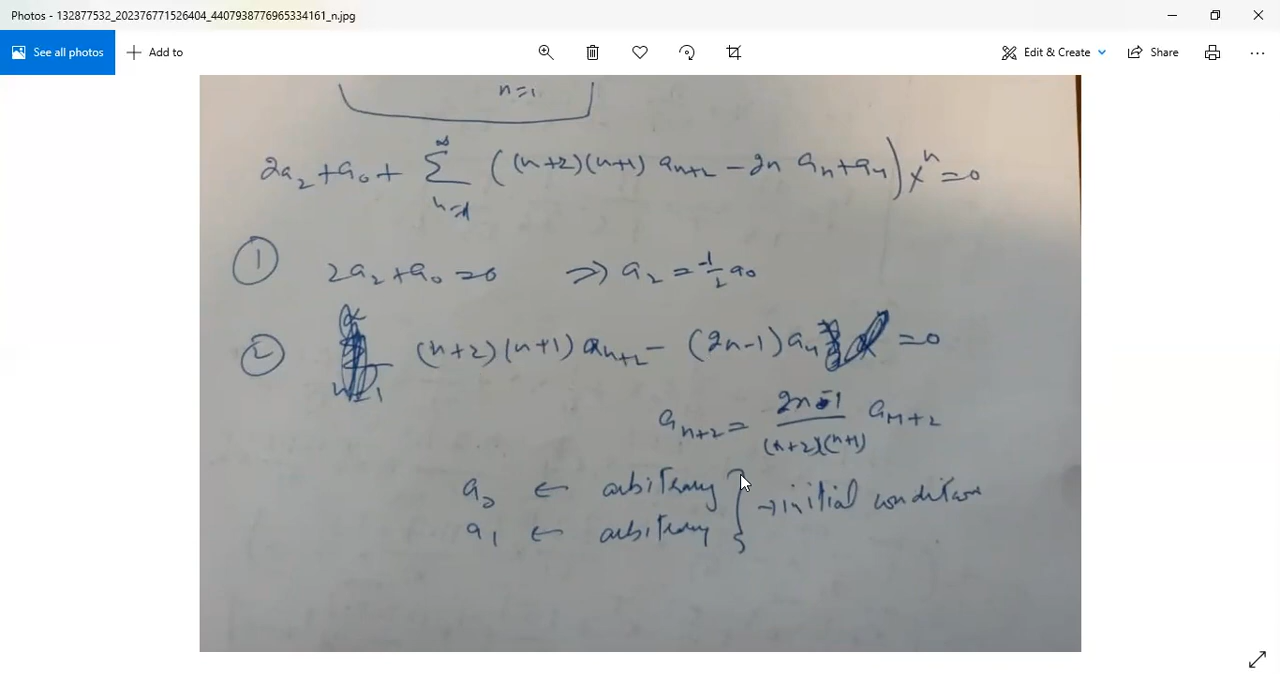 Photos - 132877532_202376771526404_4407938776965334161_n.jpg
See all photos
Add to
Edit & Create
Share
n=1
2a₂+a₀+ ∑ ((n+2)(n+1) aₙ₊₂ - 2n aₙ+aₙ) xⁿ =0
∞
n=1
① 2a₂+a₀ =0 ⇒ a₂ = -1/2 a₀
② (n+2)(n+1) aₙ₊₂ - (2n-1) aₙ =0
aₙ₊₂ = 2n-1/(n+2)(n+1) aₙ₊₂
a₀ ← arbitrary } → initial condition
a₁ ← arbitrary